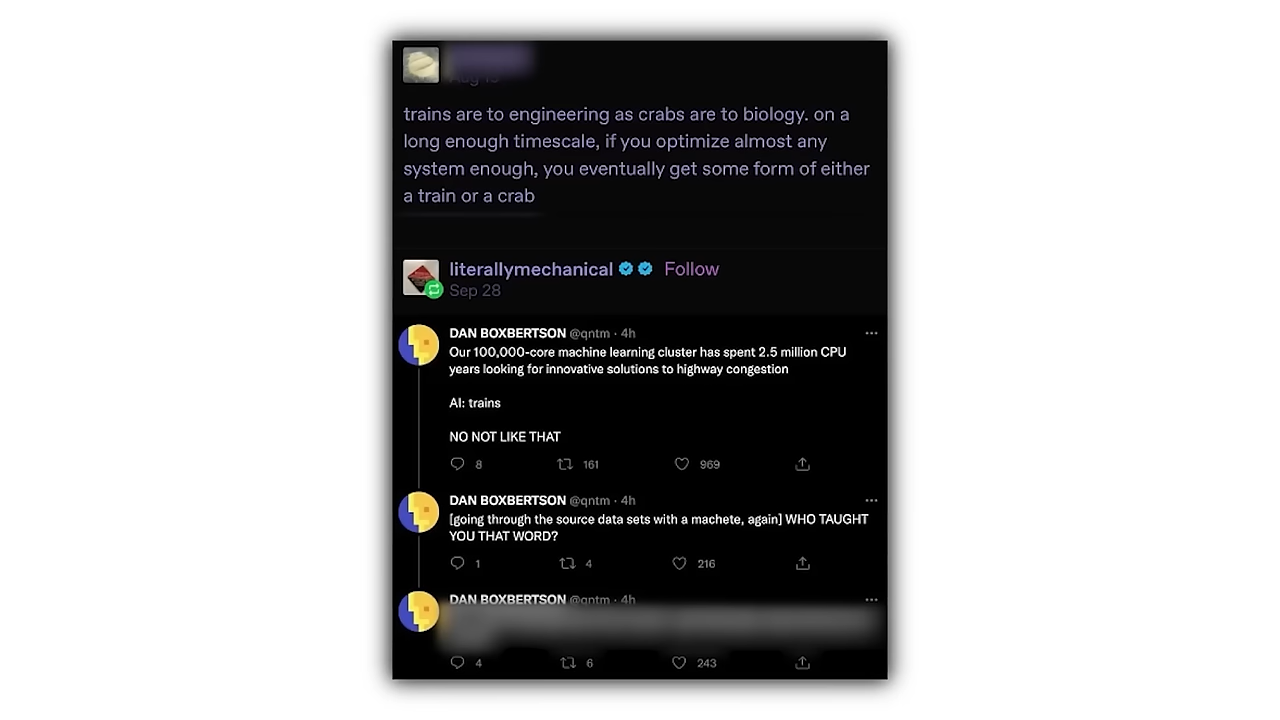 Aug 15
trains are to engineering as crabs are to biology. on a
long enough timescale, if you optimize almost any
system enough, you eventually get some form of either
a train or a crab
literallymechanical Follow
Sep 28
DAN BOXBERTSON @qntm · 4h
Our 100,000-core machine learning cluster has spent 2.5 million CPU
years looking for innovative solutions to highway congestion
AI: trains
NO NOT LIKE THAT
8 161 969
DAN BOXBERTSON @qntm · 4h
[going through the source data sets with a machete, again] WHO TAUGHT
YOU THAT WORD?
1 4 216
DAN BOXBERTSON @qntm · 4h
4 6 243